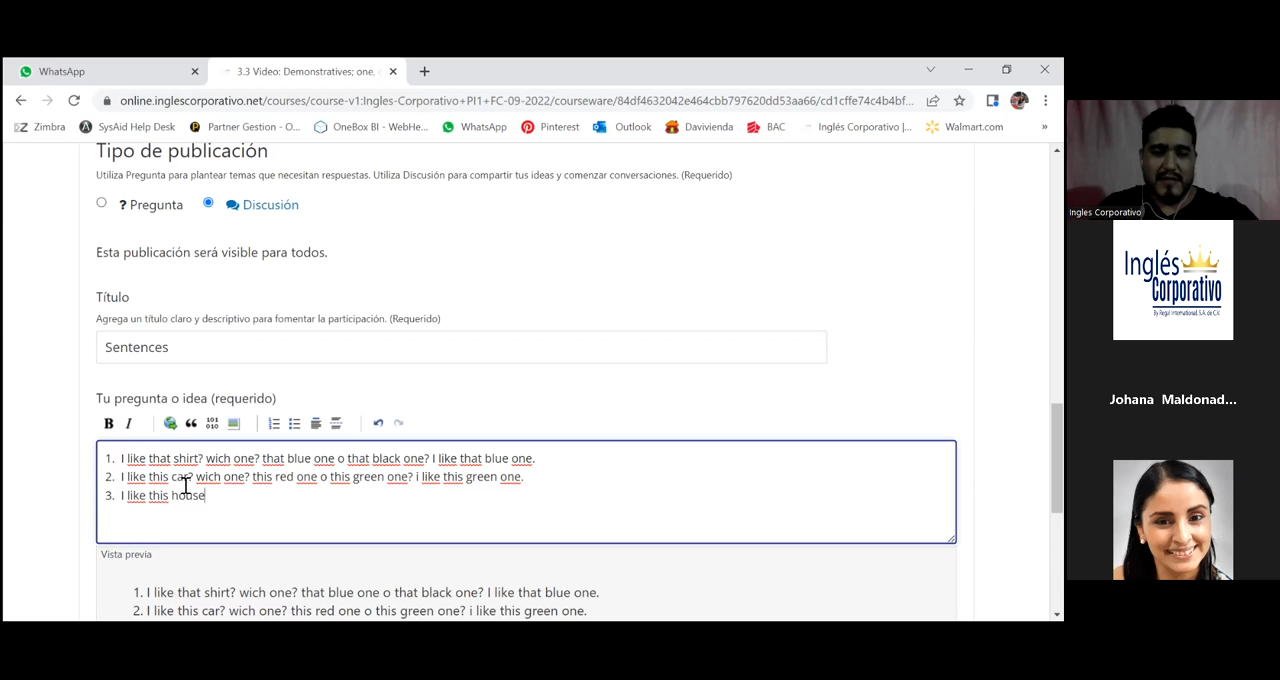 WhatsApp
3.3 Video: Demonstratives; one,
online.inglescorporativo.net/courses/course-v1:Ingles-Corporativo+PI1+FC-09-2022/courseware/84df4632042e464cbb797620dd53aa66/cd1cffe74c4b4bf...
Zimbra SysAid Help Desk Partner Gestion - O... OneBox BI - WebHe... WhatsApp Pinterest Outlook Davivienda BAC Inglés Corporativo |... Walmart.com »
Tipo de publicación
Utiliza Pregunta para plantear temas que necesitan respuestas. Utiliza Discusión para compartir tus ideas y comenzar conversaciones. (Requerido)
? Pregunta Discusión
Esta publicación será visible para todos.
Título
Agrega un título claro y descriptivo para fomentar la participación. (Requerido)
Sentences
Tu pregunta o idea (requerido)
B I 101 010
1. I like that shirt? wich one? that blue one o that black one? I like that blue one.
2. I like this car? wich one? this red one o this green one? i like this green one.
3. I like this house
Vista previa
1. I like that shirt? wich one? that blue one o that black one? I like that blue one.
2. I like this car? wich one? this red one o this green one? i like this green one.
Ingles Corporativo
Inglés
Corporativo
By Regal International, S.A. de C.V.
Johana Maldonad...